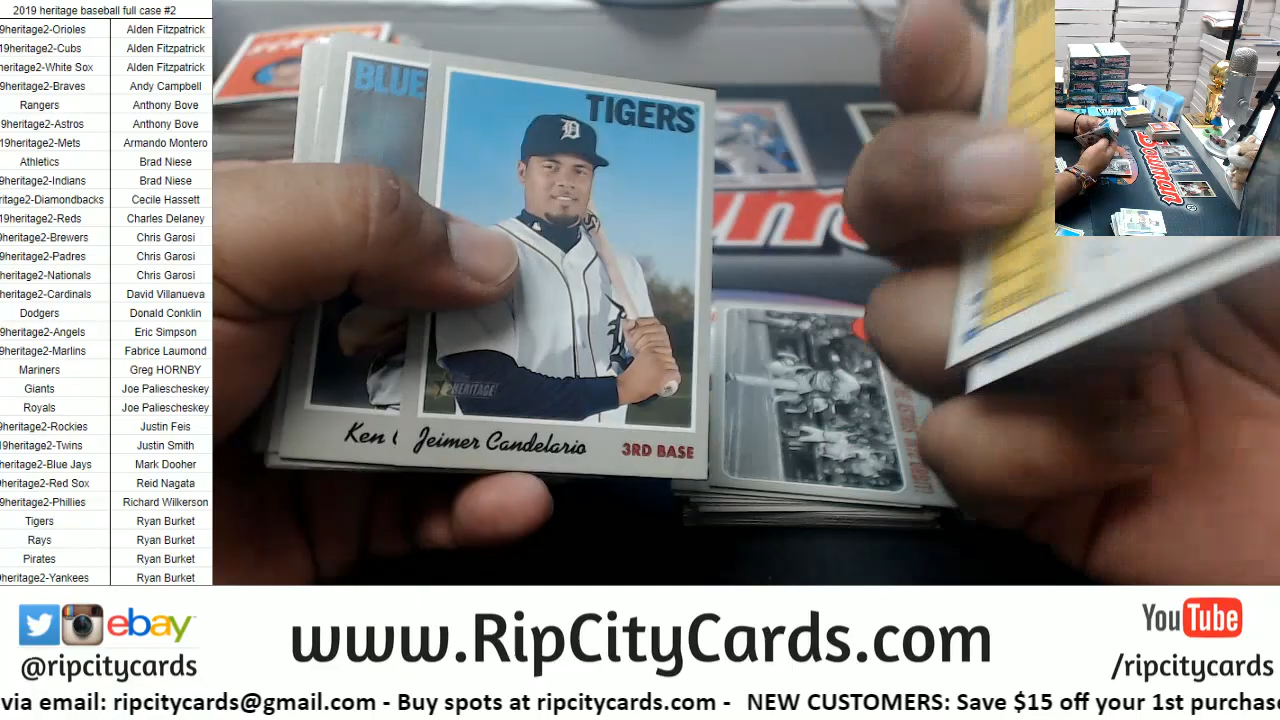 2019 heritage baseball full case #2
9heritage2-Orioles Alden Fitzpatrick
19heritage2-Cubs Alden Fitzpatrick
heritage2-White Sox Alden Fitzpatrick
9heritage2-Braves Andy Campbell
Rangers Anthony Bove
9heritage2-Astros Anthony Bove
19heritage2-Mets Armando Montero
Athletics Brad Niese
9heritage2-Indians Brad Niese
ritage2-Diamondbacks Cecile Hassett
19heritage2-Reds Charles Delaney
9heritage2-Brewers Chris Garosi
9heritage2-Padres Chris Garosi
heritage2-Nationals Chris Garosi
heritage2-Cardinals David Villanueva
Dodgers Donald Conklin
9heritage2-Angels Eric Simpson
9heritage2-Marlins Fabrice Laumond
Mariners Greg HORNBY
Giants Joe Paliescheskey
Royals Joe Paliescheskey
9heritage2-Rockies Justin Feis
19heritage2-Twins Justin Smith
heritage2-Blue Jays Mark Dooher
9heritage2-Red Sox Reid Nagata
9heritage2-Phillies Richard Wilkerson
Tigers Ryan Burket
Rays Ryan Burket
Pirates Ryan Burket
9heritage2-Yankees Ryan Burket
BLUE
TIGERS
D
HERITAGE
Ken
Jeimer Candelario
3RD BASE
um
Bowman
ebay
@ripcitycards
www.RipCityCards.com
YouTube
/ripcitycards
via email: ripcitycards@gmail.com - Buy spots at ripcitycards.com - NEW CUSTOMERS: Save $15 off your 1st purchase